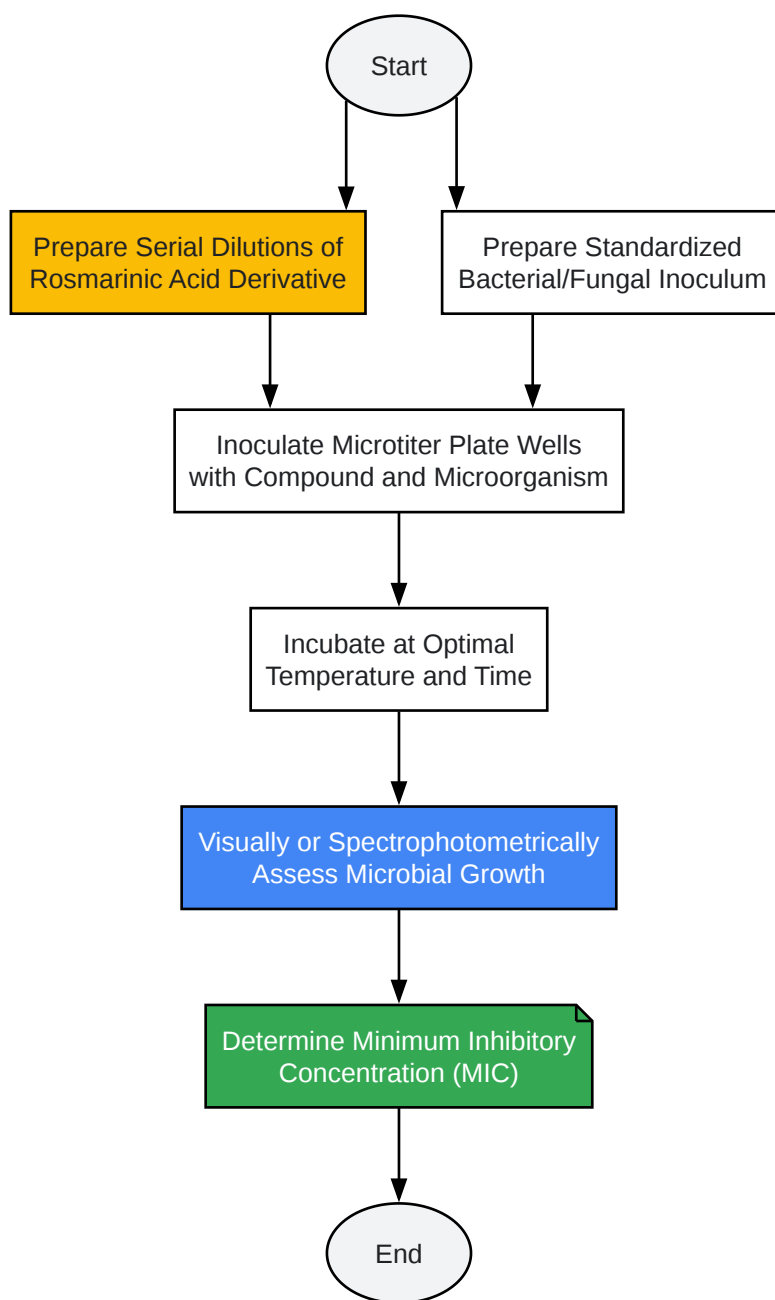 Start
Prepare Serial Dilutions of
Rosmarinic Acid Derivative
Prepare Standardized
Bacterial/Fungal Inoculum
Inoculate Microtiter Plate Wells
with Compound and Microorganism
Incubate at Optimal
Temperature and Time
Visually or Spectrophotometrically
Assess Microbial Growth
Determine Minimum Inhibitory
Concentration (MIC)
End